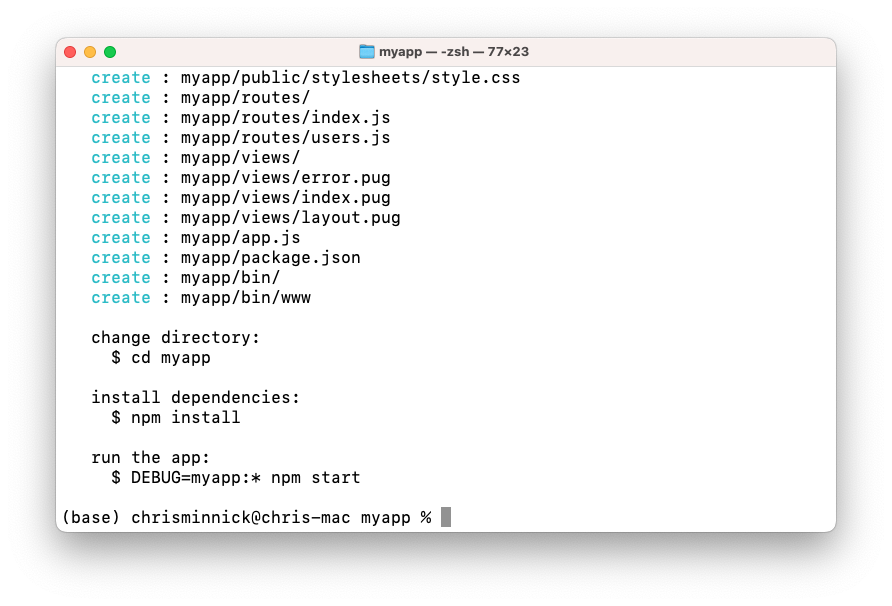 myapp — -zsh — 77×23
create : myapp/public/stylesheets/style.css
create : myapp/routes/
create : myapp/routes/index.js
create : myapp/routes/users.js
create : myapp/views/
create : myapp/views/error.pug
create : myapp/views/index.pug
create : myapp/views/layout.pug
create : myapp/app.js
create : myapp/package.json
create : myapp/bin/
create : myapp/bin/www
change directory:
$ cd myapp
install dependencies:
$ npm install
run the app:
$ DEBUG=myapp:* npm start
(base) chrisminnick@chris-mac myapp %